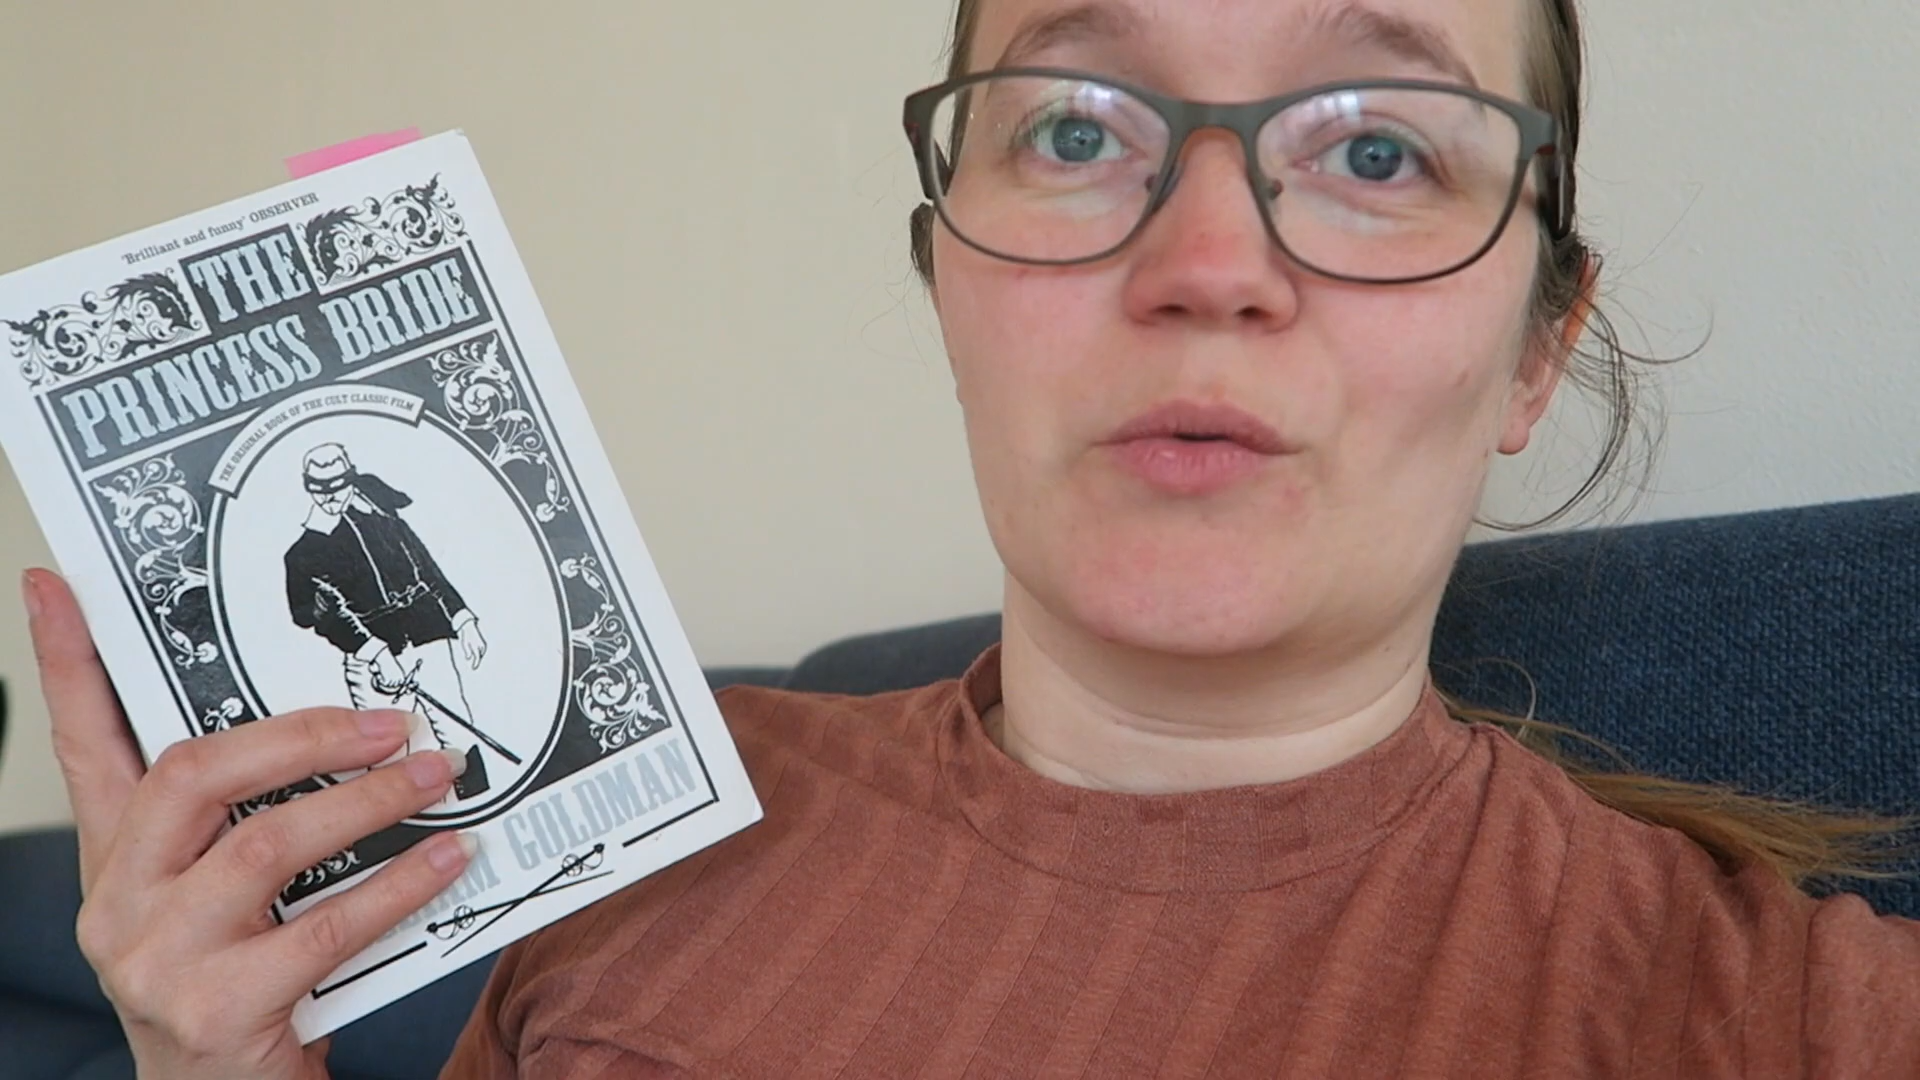 'Brilliant and funny' OBSERVER
THE
PRINCESS BRIDE
THE ORIGINAL BOOK OF THE CULT CLASSIC FILM
GOLDMAN